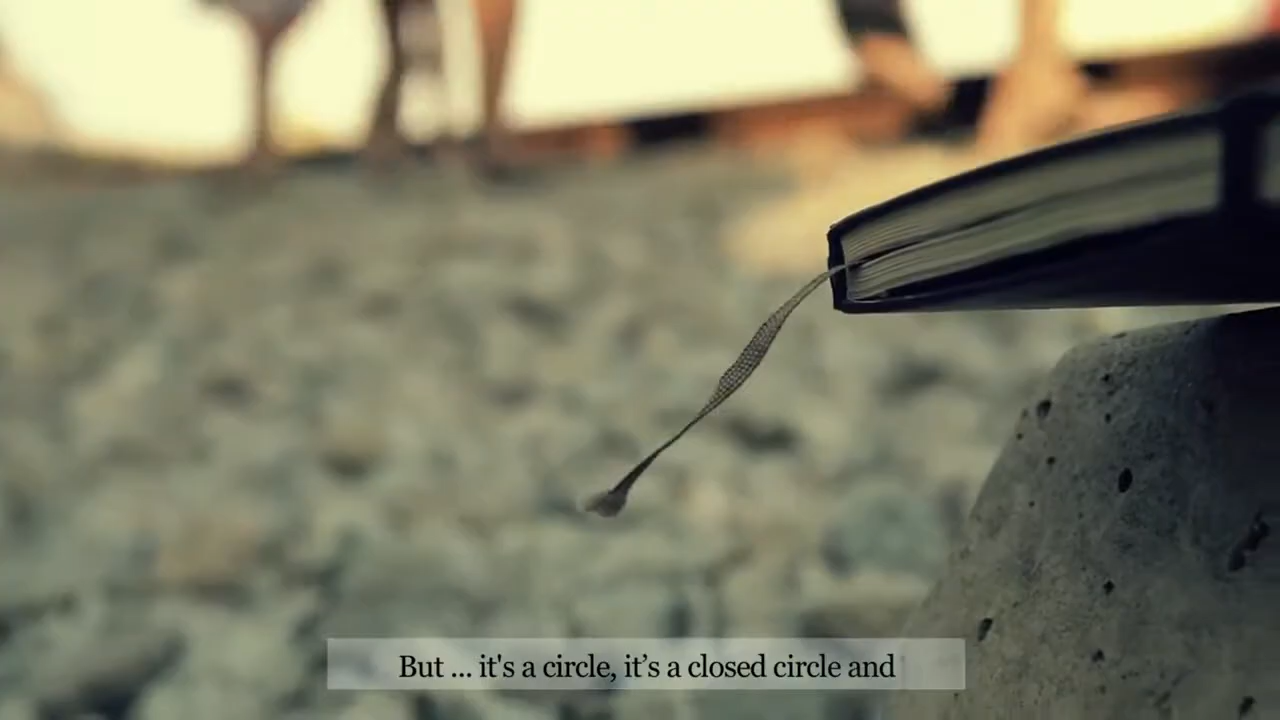 But ... it's a circle, it’s a closed circle and